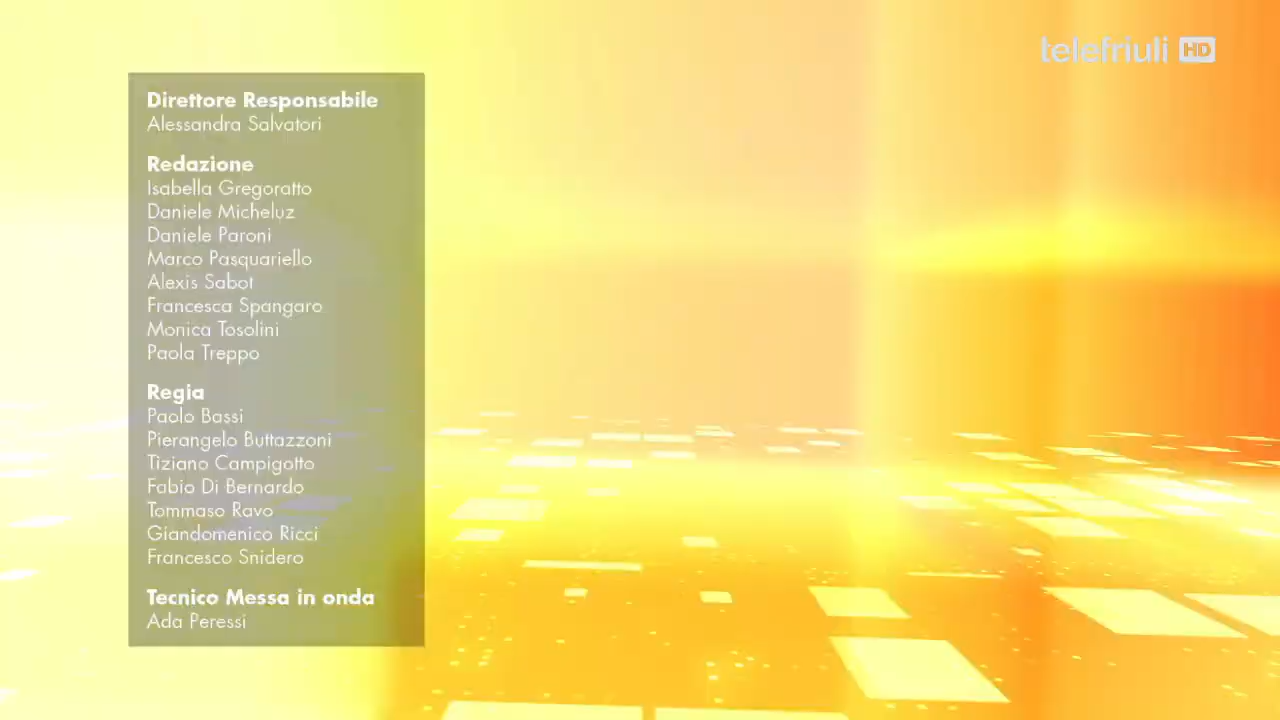 telefriuli HD
Direttore Responsabile
Alessandra Salvatori
Redazione
Isabella Gregoratto
Daniele Micheluz
Daniele Paroni
Marco Pasquariello
Alexis Sabot
Francesca Spangaro
Monica Tosolini
Paola Treppo
Regia
Paolo Bassi
Pierangelo Buttazzoni
Tiziano Campigotto
Fabio Di Bernardo
Tommaso Ravo
Giandomenico Ricci
Francesco Snidero
Tecnico Messa in onda
Ada Peressi